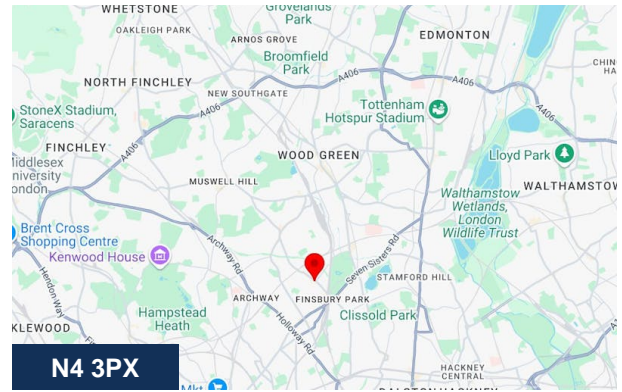 WHETSTONE
Grovelands
Park
OAKLEIGH PARK
EDMONTON
ARNOS GROVE
Broomfield
Park
A406
NORTH FINCHLEY
NEW SOUTHGATE
A406
StoneX Stadium,
Saracens
Tottenham
Hotspur Stadium
FINCHLEY
A406
WOOD GREEN
Lloyd Park
MUSWELL HILL
WALTHAMSTOW
Walthamstow
Wetlands,
London
Wildlife Trust
Brent Cross
Shopping Centre
Kenwood House
Archway Rd
Seven Sisters Rd
STAMFORD HILL
Hendon Way
ARCHWAY
FINSBURY PARK
Hampstead
Heath
Holloway Rd
Clissold Park
N4 3PX
HACKNEY
CENTRAL